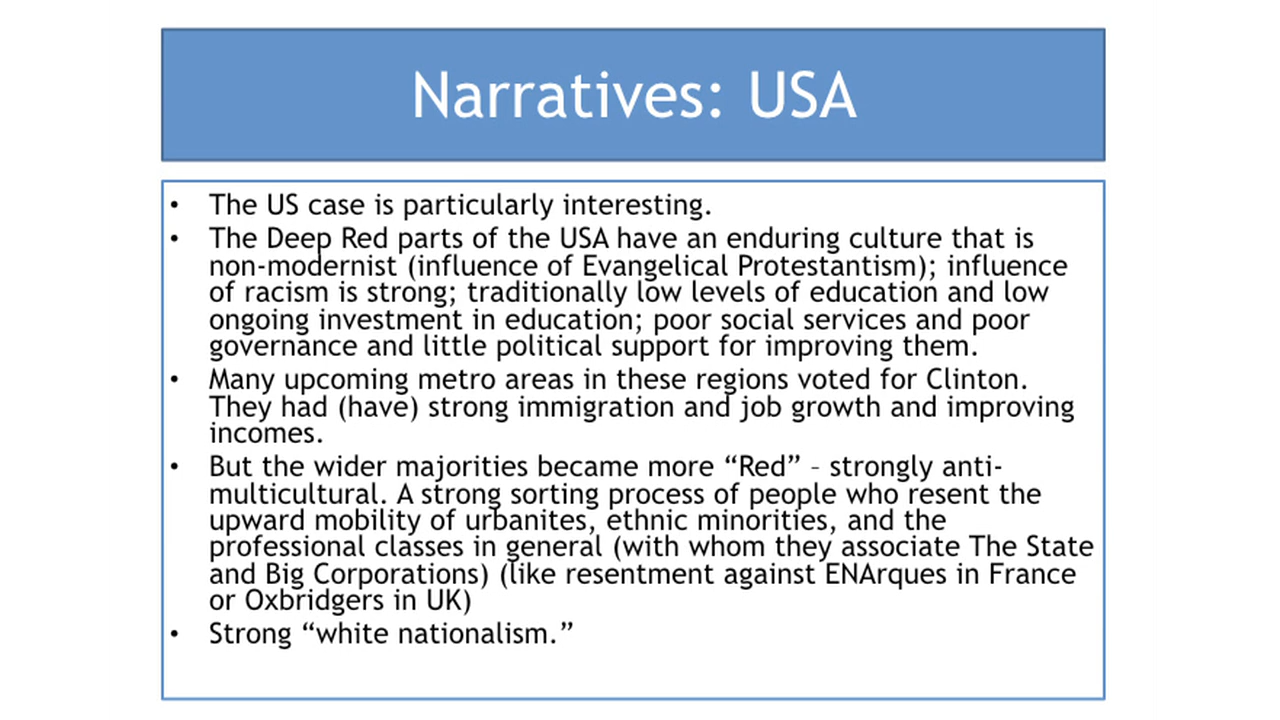 Narratives: USA
• The US case is particularly interesting.
• The Deep Red parts of the USA have an enduring culture that is
non-modernist (influence of Evangelical Protestantism); influence
of racism is strong; traditionally low levels of education and low
ongoing investment in education; poor social services and poor
governance and little political support for improving them.
• Many upcoming metro areas in these regions voted for Clinton.
They had (have) strong immigration and job growth and improving
incomes.
• But the wider majorities became more “Red” – strongly anti-
multicultural. A strong sorting process of people who resent the
upward mobility of urbanites, ethnic minorities, and the
professional classes in general (with whom they associate The State
and Big Corporations) (like resentment against ENArques in France
or Oxbridgers in UK)
• Strong “white nationalism.”